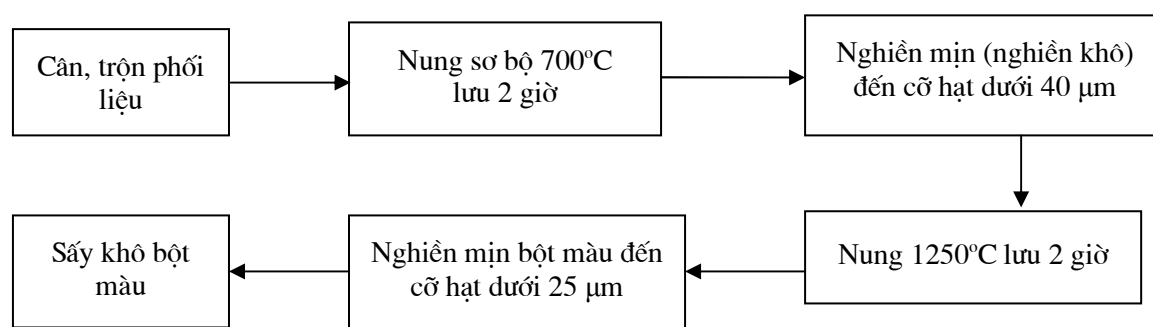 Cân, trộn phối
liệu
Nung sơ bộ 700ºC
lưu 2 giờ
Nghiền mịn (nghiền khô)
đến cỡ hạt dưới 40 µm
Nung 1250ºC lưu 2 giờ
Nghiền mịn bột màu đến
cỡ hạt dưới 25 µm
Sấy khô bột
màu